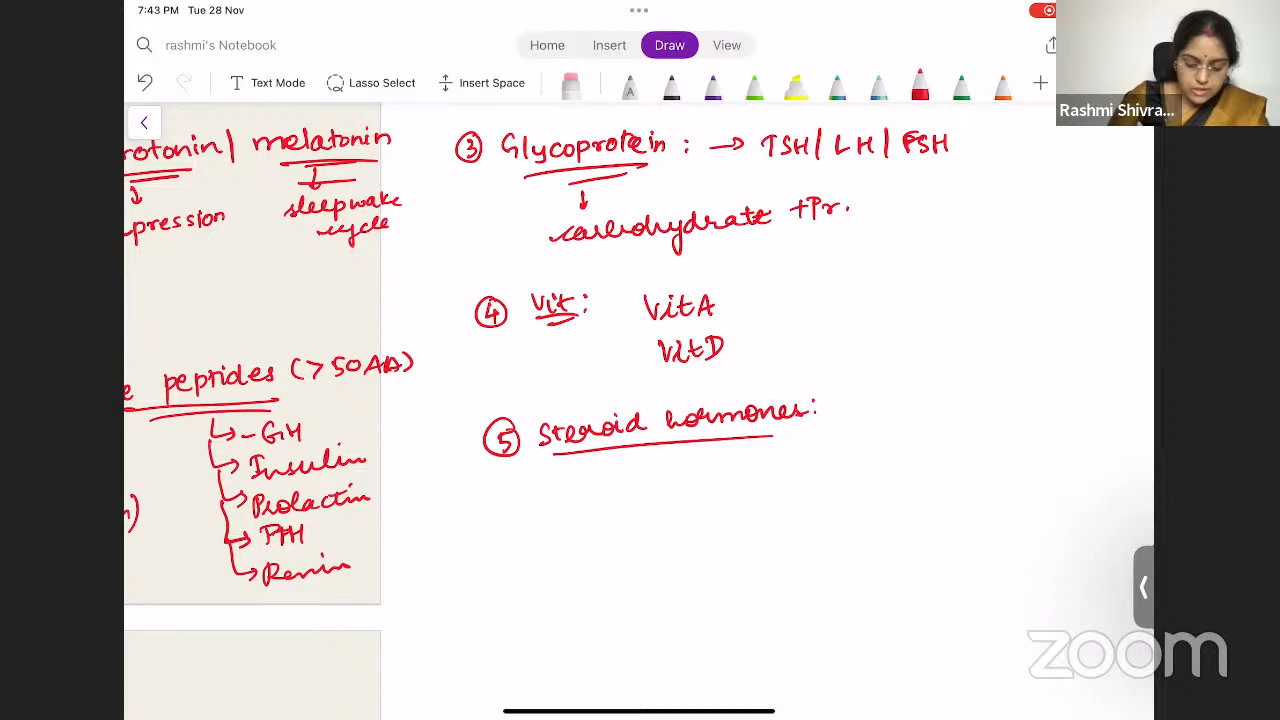 7:43 PM Tue 28 Nov
rashmi's Notebook
Home Insert Draw View
Text Mode Lasso Select Insert Space
Rashmi Shivra...
rotonin / melatonin
pression
sleepwake
cycle
e peptides (>50AA)
- GH
Insulin
Prolactin
PTH
Renin
③ Glycoprotein : → TSH / LH / FSH
carbohydrate + Pr.
④ Vit : Vit A
Vit D
⑤ Steroid hormones:
zoom